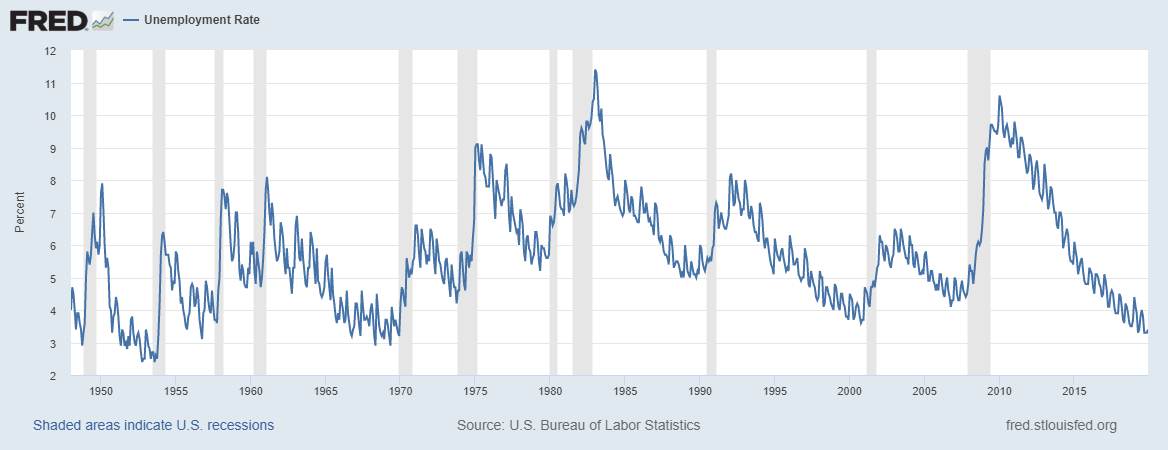 FRED
Unemployment Rate
12
11
10
9
8
7
6
5
4
3
2
Percent
1950 1955 1960 1965 1970 1975 1980 1985 1990 1995 2000 2005 2010 2015
Shaded areas indicate U.S. recessions
Source: U.S. Bureau of Labor Statistics
fred.stlouisfed.org